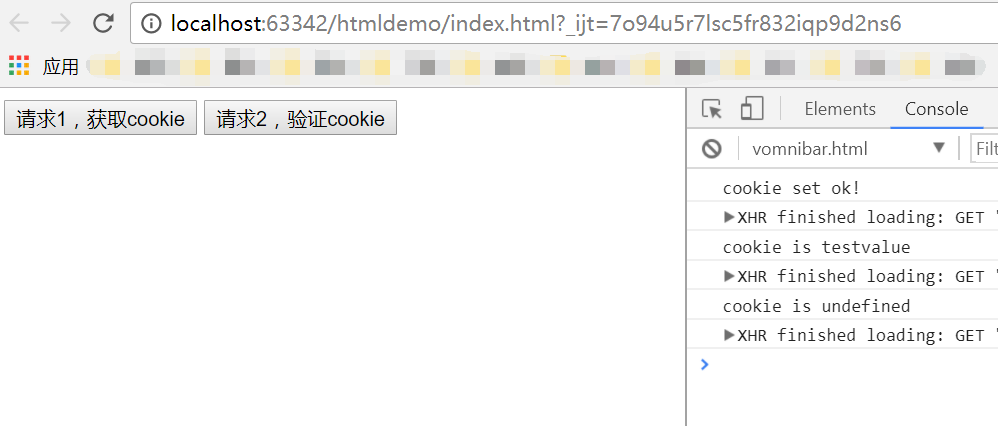 localhost:63342/htmldemo/index.html?_ijt=7o94u5r7lsc5fr832iqp9d2ns6
应用
请求1，获取cookie 请求2，验证cookie
Elements Console
vomnibar.html ▼ Filt
cookie set ok!
▶XHR finished loading: GET "
cookie is testvalue
▶XHR finished loading: GET "
cookie is undefined
▶XHR finished loading: GET "
>